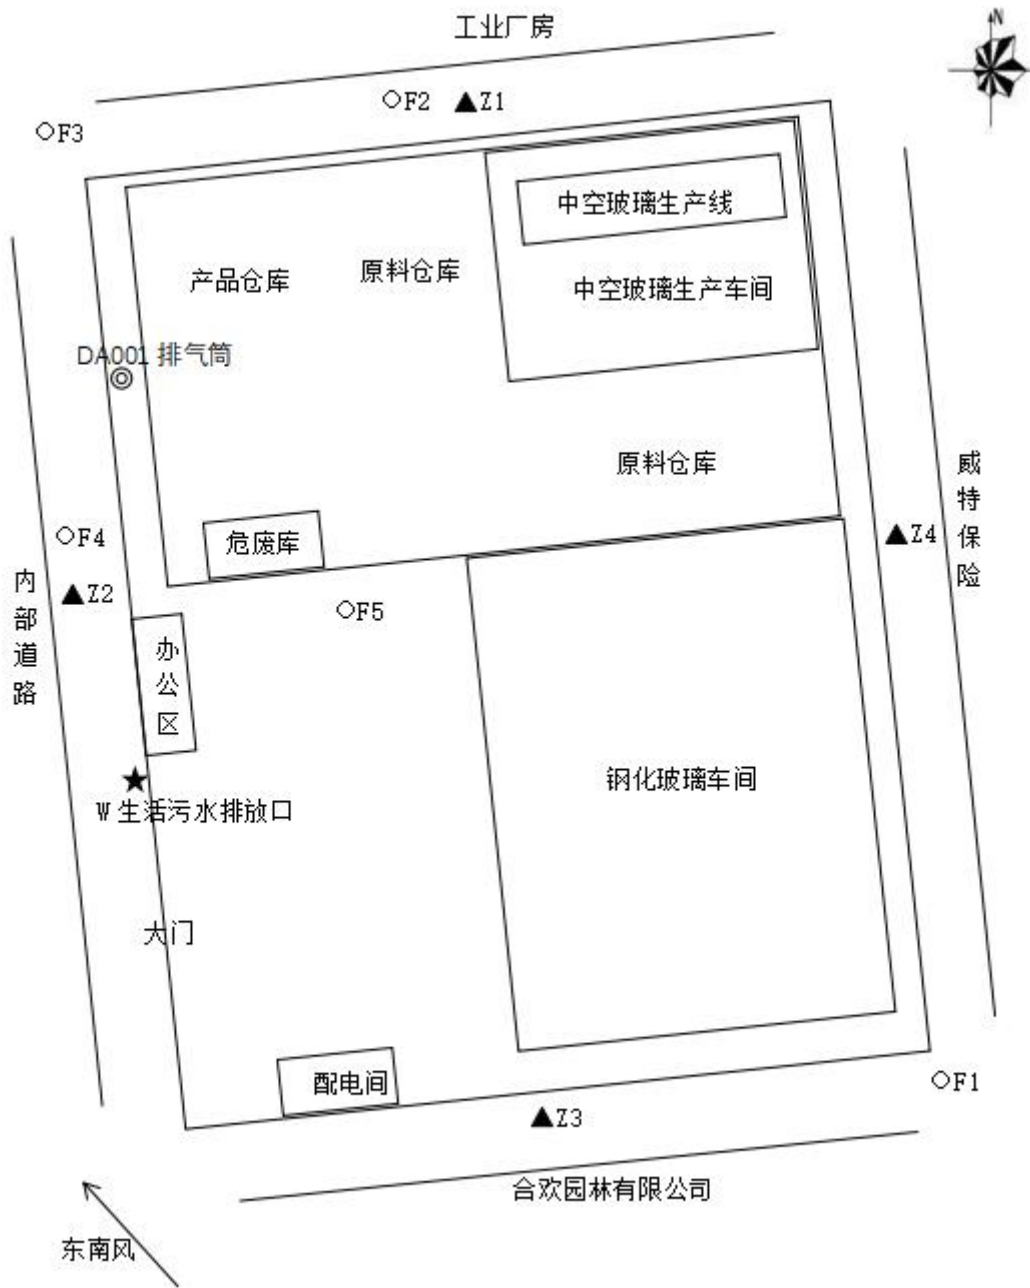 工业厂房
N
○F2 ▲Z1
○F3
中空玻璃生产线
产品仓库
原料仓库
中空玻璃生产车间
DA001 排气筒
原料仓库
威特保险
○F4
危废库
▲Z4
内部道路
▲Z2
○F5
办公区
钢化玻璃车间
★
W 生活污水排放口
大门
配电间
○F1
▲Z3
合欢园林有限公司
东南风